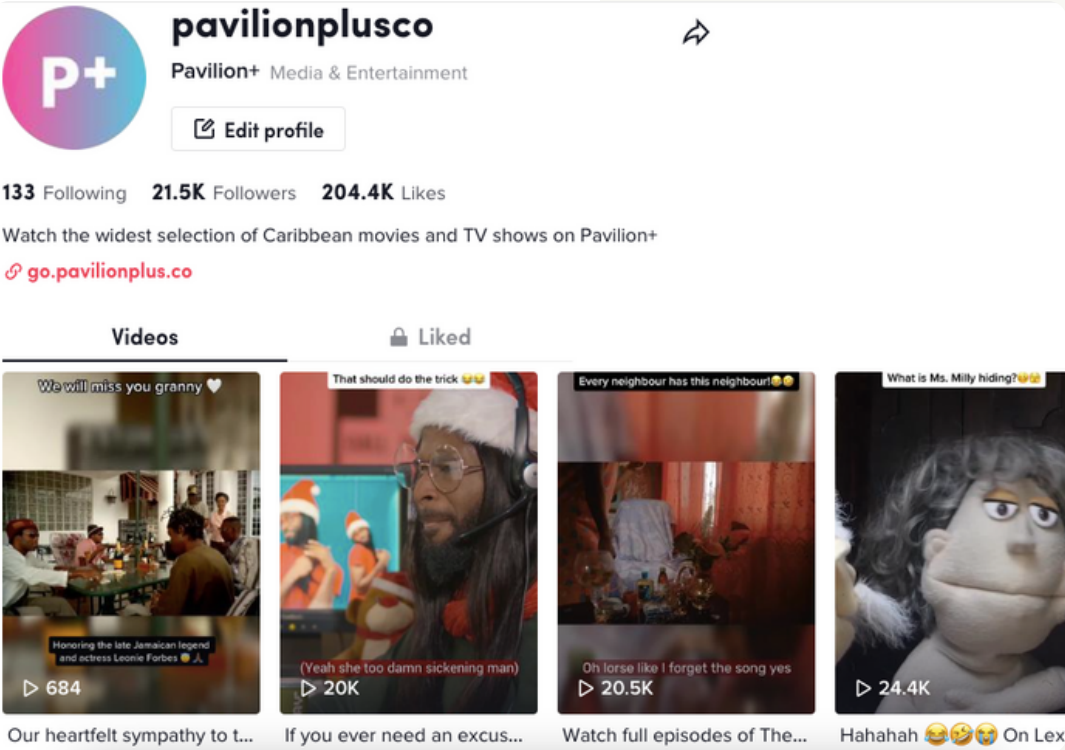 P+
pavilionplusco
Pavilion+ Media & Entertainment
Edit profile
133 Following 21.5K Followers 204.4K Likes
Watch the widest selection of Caribbean movies and TV shows on Pavilion+
go.pavilionplus.co
Videos Liked
We will miss you granny 🤍
Honoring the late Jamaican legend
and actress Leonie Forbes 😇🙏🏾
684
Our heartfelt sympathy to t...
That should do the trick 😂😂
(Yeah she too damn sickening man)
20K
If you ever need an excus...
Every neighbour has this neighbour!😂🤣
Oh lorse like I forget the song yes
20.5K
Watch full episodes of The...
What is Ms. Milly hiding?🤣🤣
24.4K
Hahahah 😂🤣😭 On Lex